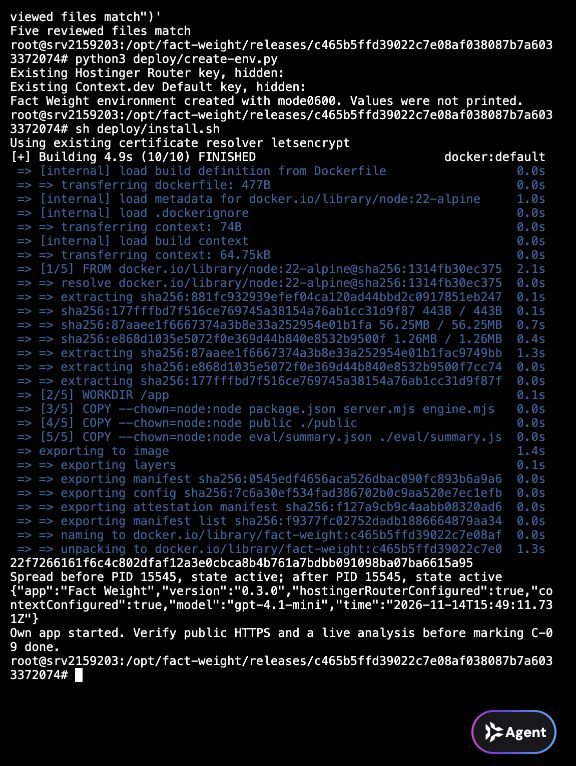 viewed files match")'
Five reviewed files match
root@srv2159203:/opt/fact-weight/releases/c465b5ffd39022c7e08af038087b7a603
3372074# python3 deploy/create-env.py
Existing Hostinger Router key, hidden:
Existing Context.dev Default key, hidden:
Fact Weight environment created with mode0600. Values were not printed.
root@srv2159203:/opt/fact-weight/releases/c465b5ffd39022c7e08af038087b7a603
3372074# sh deploy/install.sh
Using existing certificate resolver letsencrypt
[+] Building 4.9s (10/10) FINISHED docker:default
=> [internal] load build definition from Dockerfile 0.0s
=> => transferring dockerfile: 477B 0.0s
=> [internal] load metadata for docker.io/library/node:22-alpine 1.0s
=> [internal] load .dockerignore 0.0s
=> => transferring context: 74B 0.0s
=> [internal] load build context 0.0s
=> => transferring context: 64.75kB 0.0s
=> [1/5] FROM docker.io/library/node:22-alpine@sha256:1314fb30ec375 2.1s
=> => resolve docker.io/library/node:22-alpine@sha256:1314fb30ec375 0.0s
=> => extracting sha256:881fc932939efef04ca120ad44bbd2c0917851eb247 0.1s
=> => sha256:177fffbd7f516ce769745a38154a76ab1cc31d9f87 443B / 443B 0.1s
=> => sha256:87aaee1f6667374a3b8e33a252954e01b1fa 56.25MB / 56.25MB 0.7s
=> => sha256:e868d1035e5072f0e369d44b840e8532b9500f 1.26MB / 1.26MB 0.4s
=> => extracting sha256:87aaee1f6667374a3b8e33a252954e01b1fac9749bb 1.3s
=> => extracting sha256:e868d1035e5072f0e369d44b840e8532b9500f7cc74 0.0s
=> => extracting sha256:177fffbd7f516ce769745a38154a76ab1cc31d9f87f 0.0s
=> [2/5] WORKDIR /app 0.1s
=> [3/5] COPY --chown=node:node package.json server.mjs engine.mjs 0.0s
=> [4/5] COPY --chown=node:node public ./public 0.0s
=> [5/5] COPY --chown=node:node eval/summary.json ./eval/summary.js 0.0s
=> exporting to image 1.4s
=> => exporting layers 0.1s
=> => exporting manifest sha256:0545edf4656aca526dbac090fc893b6a9a6 0.0s
=> => exporting config sha256:7c6a30ef534fad386702b0c9aa520e7ec1efb 0.0s
=> => exporting attestation manifest sha256:f127a9cb9c4aabb08320ad6 0.0s
=> => exporting manifest list sha256:f9377fc02752dadb1886664879aa34 0.0s
=> => naming to docker.io/library/fact-weight:c465b5ffd39022c7e08af 0.0s
=> => unpacking to docker.io/library/fact-weight:c465b5ffd39022c7e0 1.3s
22f7266161f6c4c802dfaf12a3e0cbca8b4b761a7bdbb091098ba07ba6615a95
Spread before PID 15545, state active; after PID 15545, state active
{"app":"Fact Weight","version":"0.3.0","hostingerRouterConfigured":true,"co
ntextConfigured":true,"model":"gpt-4.1-mini","time":"2026-11-14T15:49:11.73
1Z"}
Own app started. Verify public HTTPS and a live analysis before marking C-0
9 done.
root@srv2159203:/opt/fact-weight/releases/c465b5ffd39022c7e08af038087b7a603
3372074#
Agent